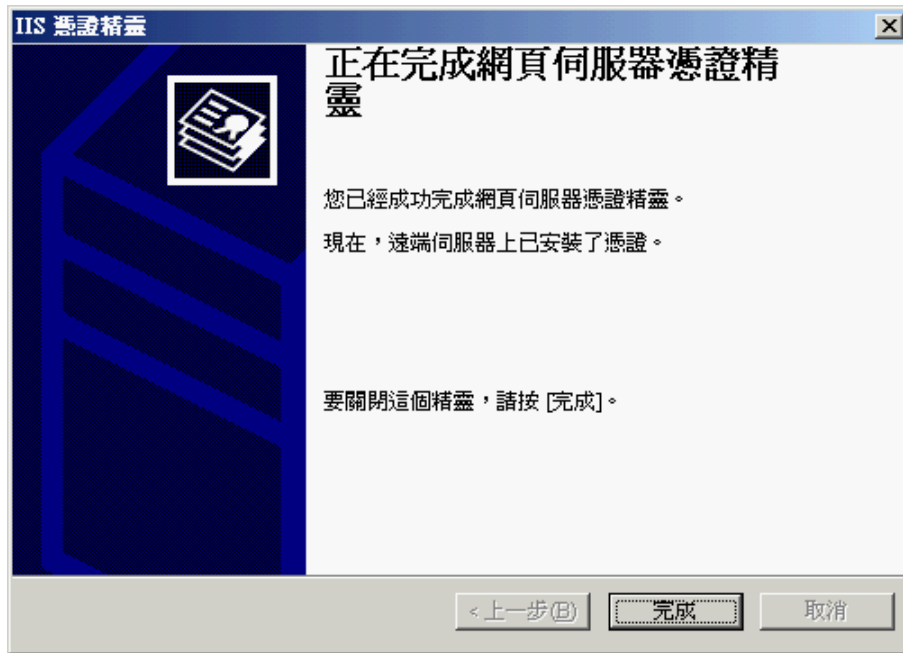 IIS 憑證精靈
正在完成網頁伺服器憑證精
靈
您已經成功完成網頁伺服器憑證精靈。
現在，遠端伺服器上已安裝了憑證。
要關閉這個精靈，請按 [完成]。
< 上一步(B)
完成
取消